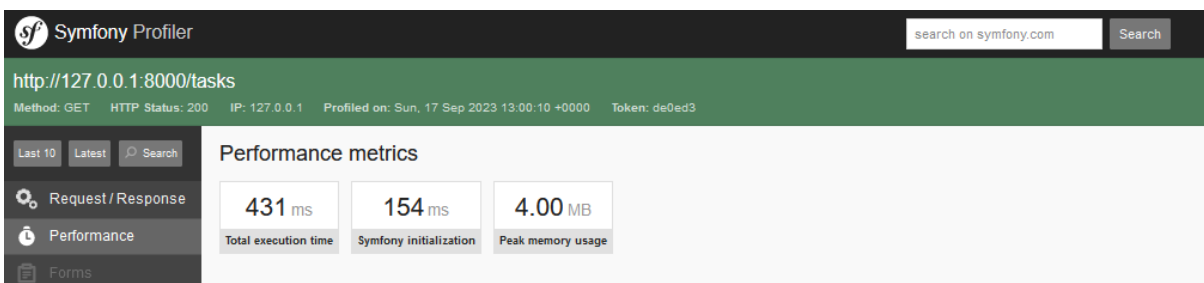 sf Symfony Profiler
search on symfony.com Search
http://127.0.0.1:8000/tasks
Method: GET HTTP Status: 200 IP: 127.0.0.1 Profiled on: Sun, 17 Sep 2023 13:00:10 +0000 Token: de0ed3
Last 10 Latest Search
Performance metrics
Request / Response
431 ms 154 ms 4.00 MB
Performance
Total execution time Symfony initialization Peak memory usage
Forms